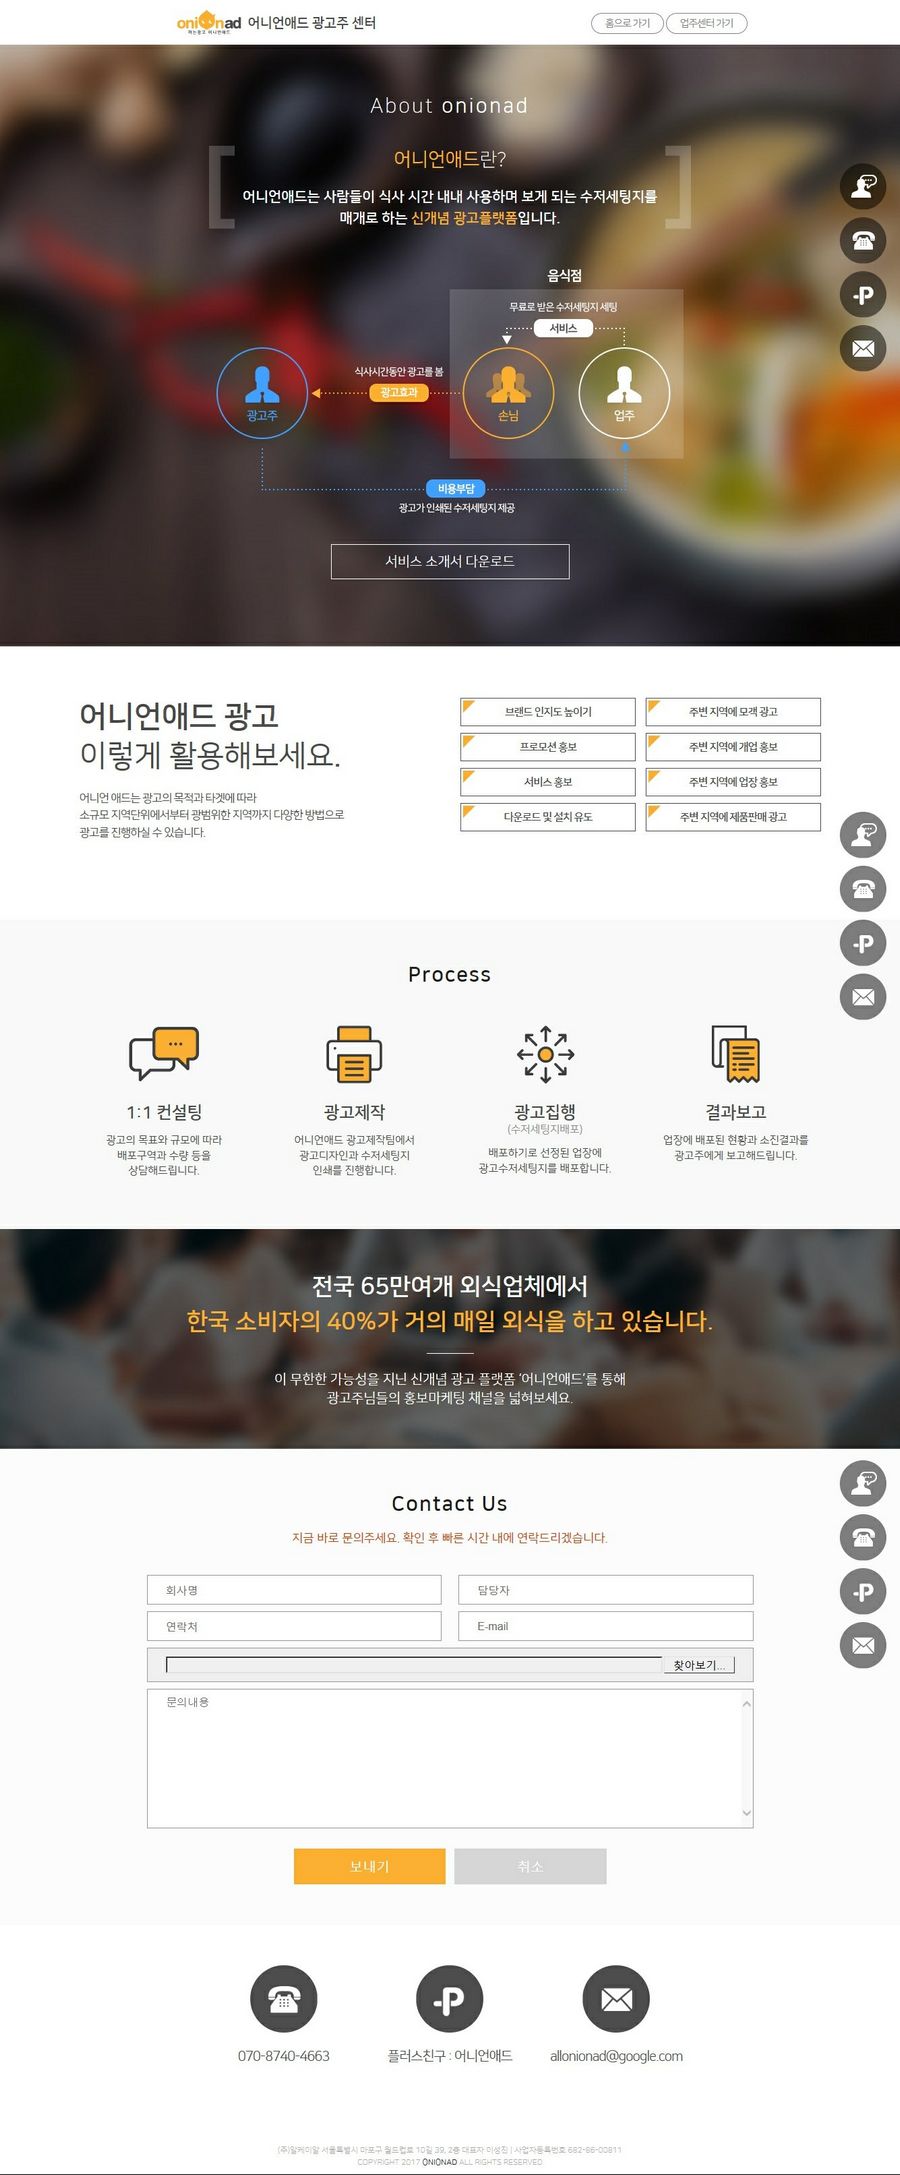 onionad
먹는광고 어니언애드
어니언애드 광고주 센터
홈으로 가기
업주센터 가기
About onionad
어니언애드란?
어니언애드는 사람들이 식사 시간 내내 사용하며 보게 되는 수저세팅지를
매개로 하는 신개념 광고플랫폼입니다.
음식점
무료로 받은 수저세팅지 세팅
서비스
식사시간동안 광고를 봄
광고효과
광고주
손님
업주
비용부담
광고가 인쇄된 수저세팅지 제공
서비스 소개서 다운로드
어니언애드 광고
이렇게 활용해보세요.
어니언 애드는 광고의 목적과 타겟에 따라
소규모 지역단위에서부터 광범위한 지역까지 다양한 방법으로
광고를 진행하실 수 있습니다.
브랜드 인지도 높이기
주변 지역에 모객 광고
프로모션 홍보
주변 지역에 개업 홍보
서비스 홍보
주변 지역에 업장 홍보
다운로드 및 설치 유도
주변 지역에 제품판매 광고
Process
1:1 컨설팅
광고의 목표와 규모에 따라
배포구역과 수량 등을
상담해드립니다.
광고제작
어니언애드 광고제작팀에서
광고디자인과 수저세팅지
인쇄를 진행합니다.
광고집행
(수저세팅지배포)
배포하기로 선정된 업장에
광고수저세팅지를 배포합니다.
결과보고
업장에 배포된 현황과 소진결과를
광고주에게 보고해드립니다.
전국 65만여개 외식업체에서
한국 소비자의 40%가 거의 매일 외식을 하고 있습니다.
이 무한한 가능성을 지닌 신개념 광고 플랫폼 '어니언애드'를 통해
광고주님들의 홍보마케팅 채널을 넓혀보세요.
Contact Us
지금 바로 문의주세요. 확인 후 빠른 시간 내에 연락드리겠습니다.
회사명
담당자
연락처
E-mail
찾아보기...
문의내용
보내기
취소
070-8740-4663
플러스친구 : 어니언애드
allonionad@google.com
(주)알케미알 서울특별시 마포구 월드컵로 10길 39, 2층 대표자 이성진 | 사업자등록번호 682-86-00811
COPYRIGHT 2017 ONIONAD ALL RIGHTS RESERVED.